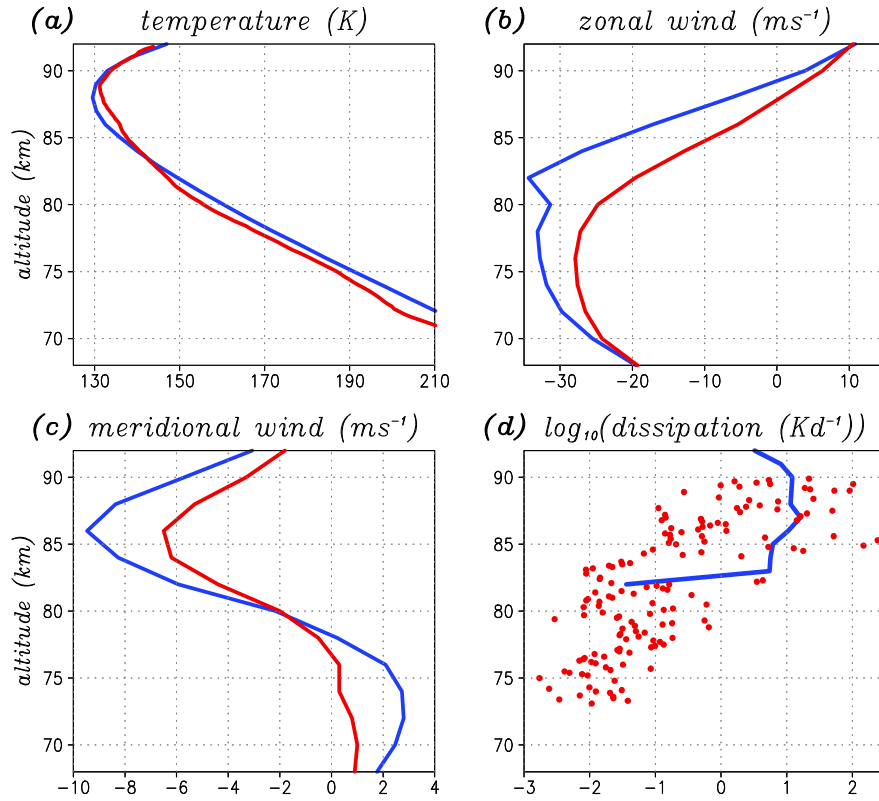 (a) temperature (K)
altitude (km)
90
85
80
75
70
130 150 170 190 210
(b) zonal wind (ms⁻¹)
90
85
80
75
70
−30 −20 −10 0 10
(c) meridional wind (ms⁻¹)
altitude (km)
90
85
80
75
70
−10 −8 −6 −4 −2 0 2 4
(d) log₁₀(dissipation (Kd⁻¹))
90
85
80
75
70
−3 −2 −1 0 1 2